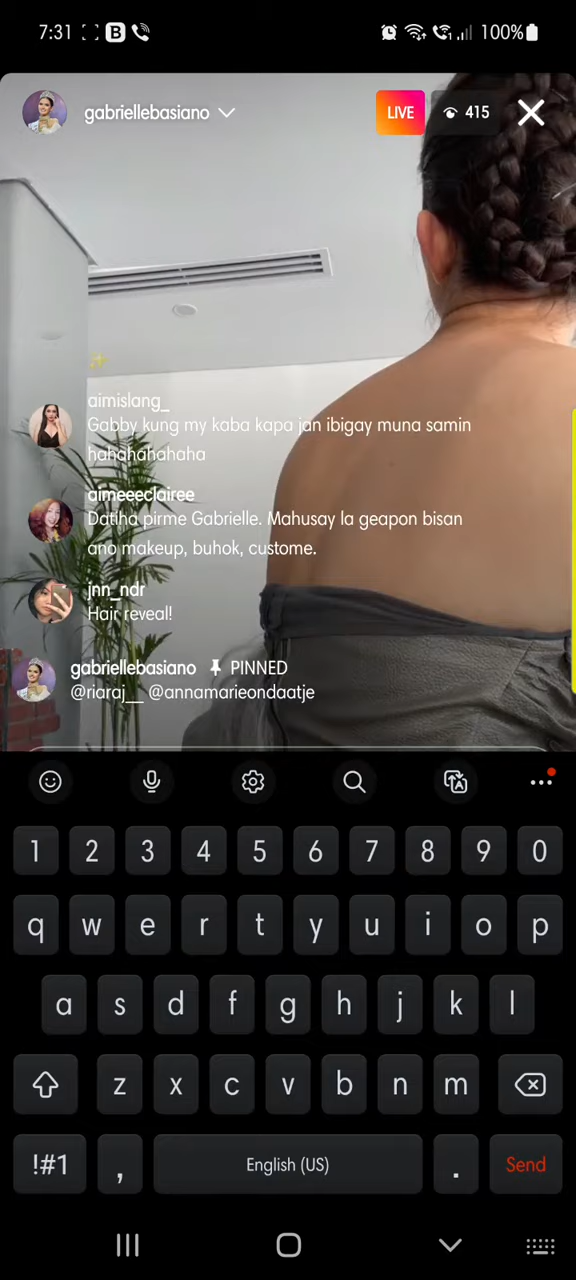 7:31 B 100%
gabriellebasiano LIVE 415
aimislang_
Gabby kung my kaba kapa jan ibigay muna samin
hahahahahaha
aimeeeclairee
Datiha pirme Gabrielle. Mahusay la geapon bisan
ano makeup, buhok, custome.
jnn_ndr
Hair reveal!
gabriellebasiano PINNED
@riaraj__ @annamarieondaatje
1 2 3 4 5 6 7 8 9 0
q w e r t y u i o p
a s d f g h j k l
z x c v b n m
!#1 , English (US) . Send